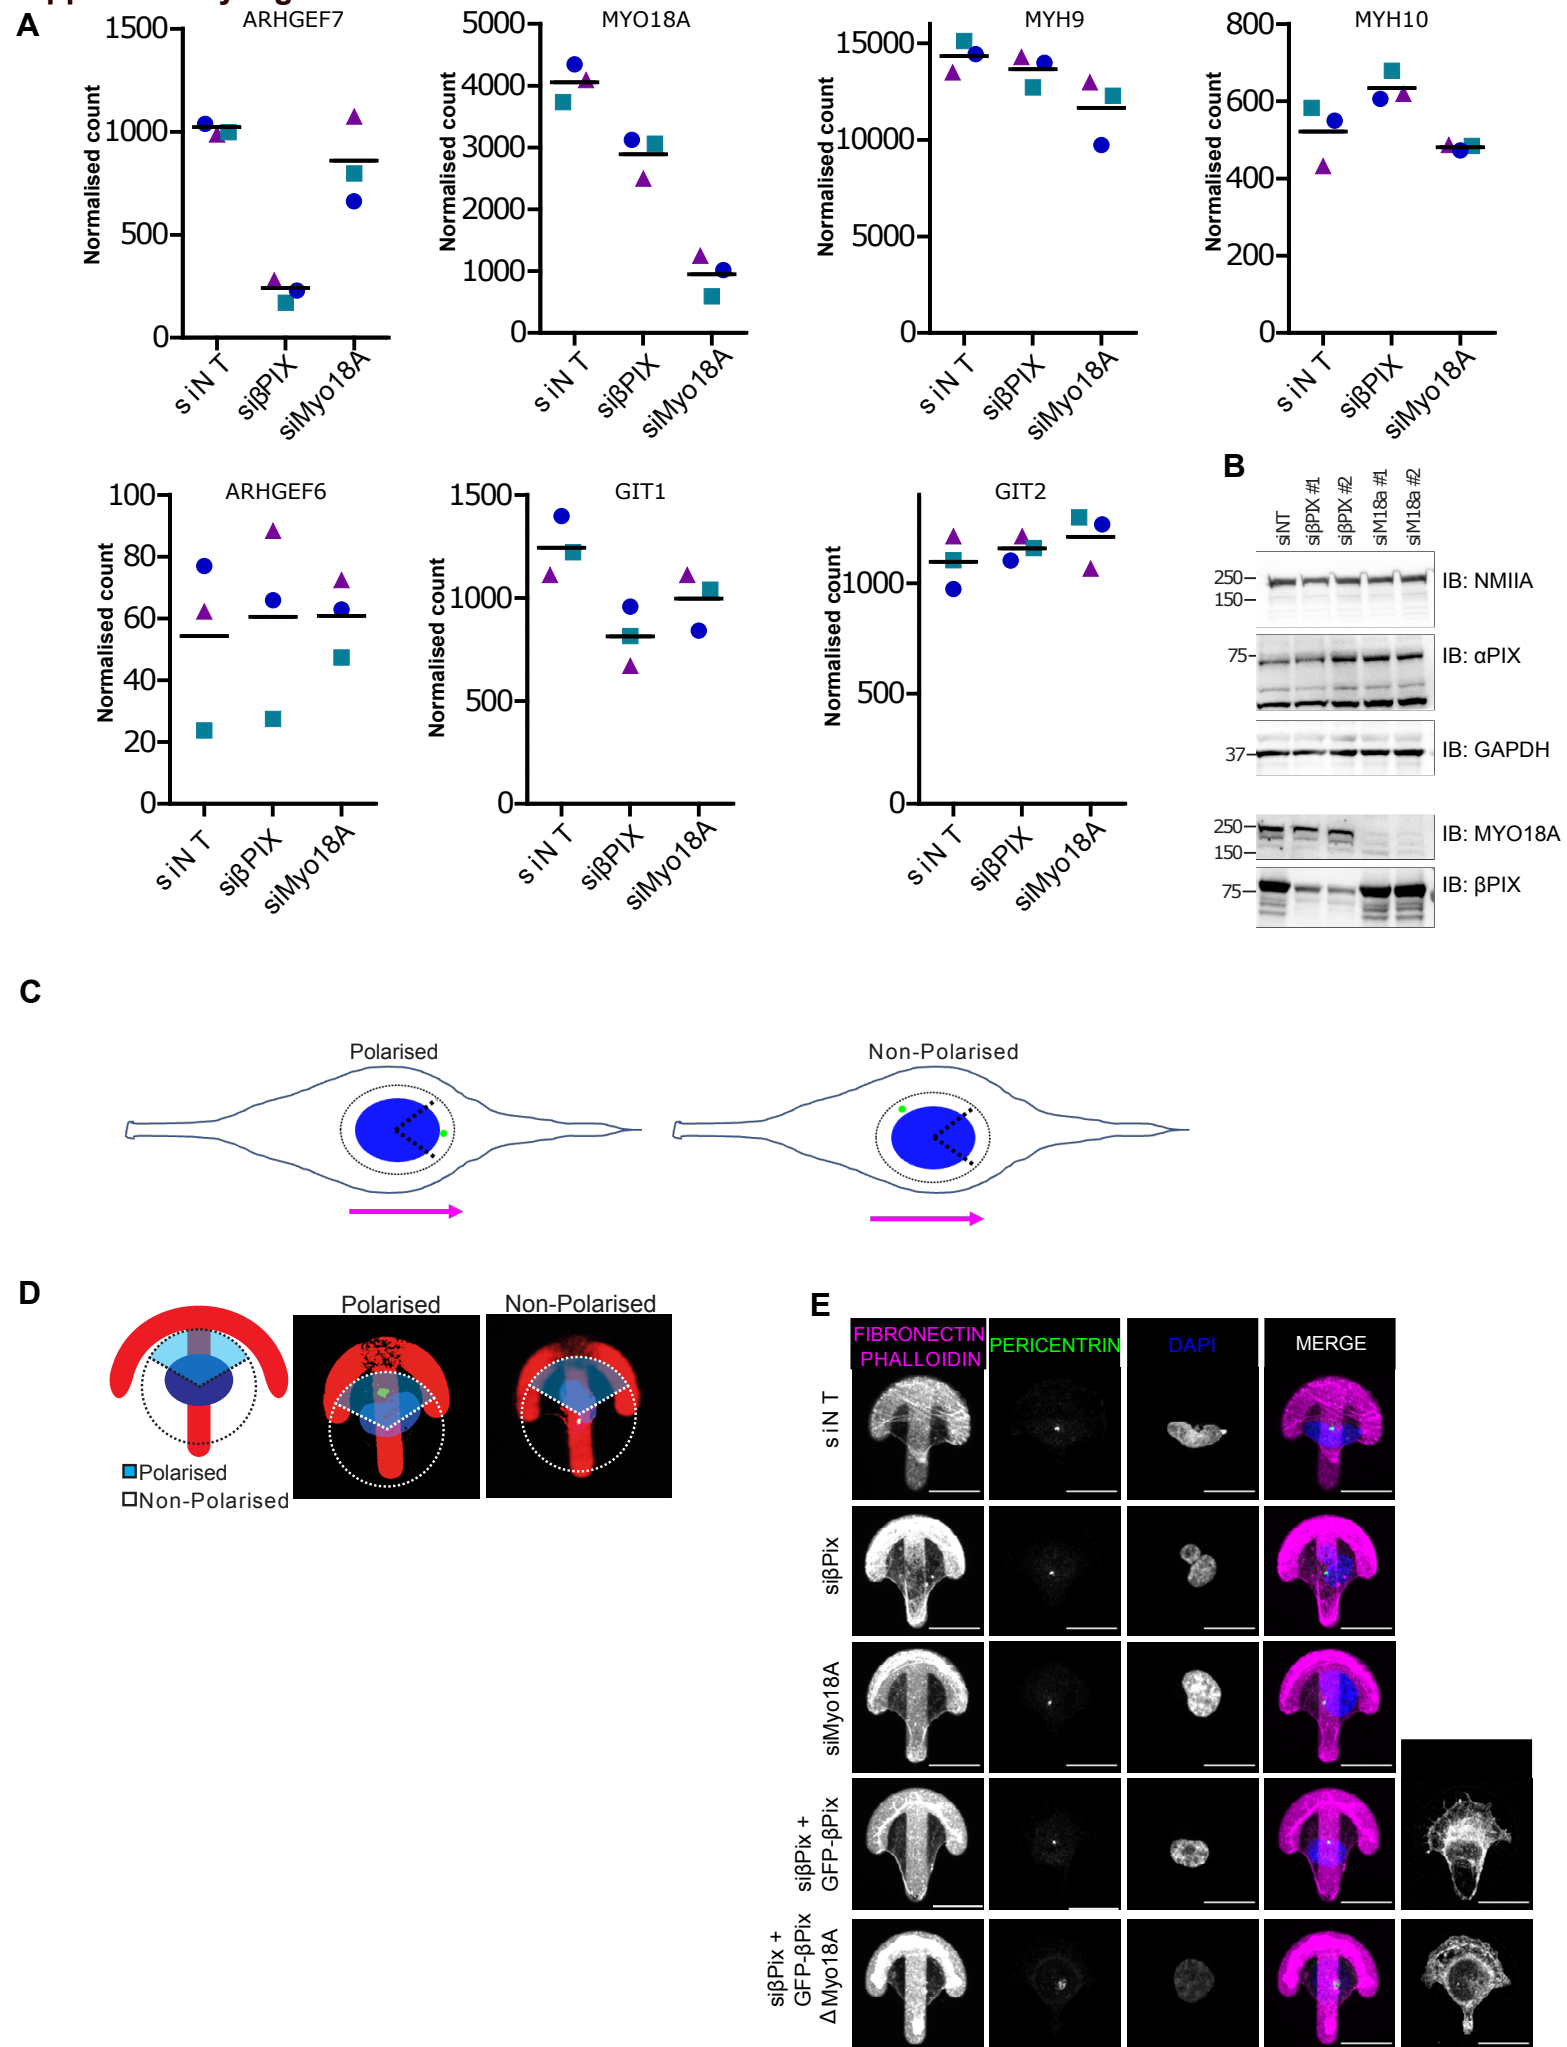 A
ARHGEF7
MYO18A
MYH9
MYH10
Normalised count
1500
1000
500
0
siNT
siβPIX
siMyo18A
Normalised count
5000
4000
3000
2000
1000
0
siNT
siβPIX
siMyo18A
Normalised count
15000
10000
5000
0
siNT
siβPIX
siMyo18A
Normalised count
800
600
400
200
0
siNT
siβPIX
siMyo18A
ARHGEF6
GIT1
GIT2
Normalised count
100
80
60
40
20
0
siNT
siβPIX
siMyo18A
Normalised count
1500
1000
500
0
siNT
siβPIX
siMyo18A
Normalised count
1000
500
0
siNT
siβPIX
siMyo18A
B
siNT
siβPIX #1
siβPIX #2
siM18a #1
siM18a #2
250
150
IB: NMIIA
75
IB: αPIX
37
IB: GAPDH
250
150
IB: MYO18A
75
IB: βPIX
C
Polarised
Non-Polarised
D
Polarised
Non-Polarised
Polarised
Non-Polarised
E
FIBRONECTIN
PHALLOIDIN
PERICENTRIN
DAPI
MERGE
siNT
siβPix
siMyo18A
siβPix +
GFP-βPix
siβPix +
GFP-βPix
ΔMyo18A